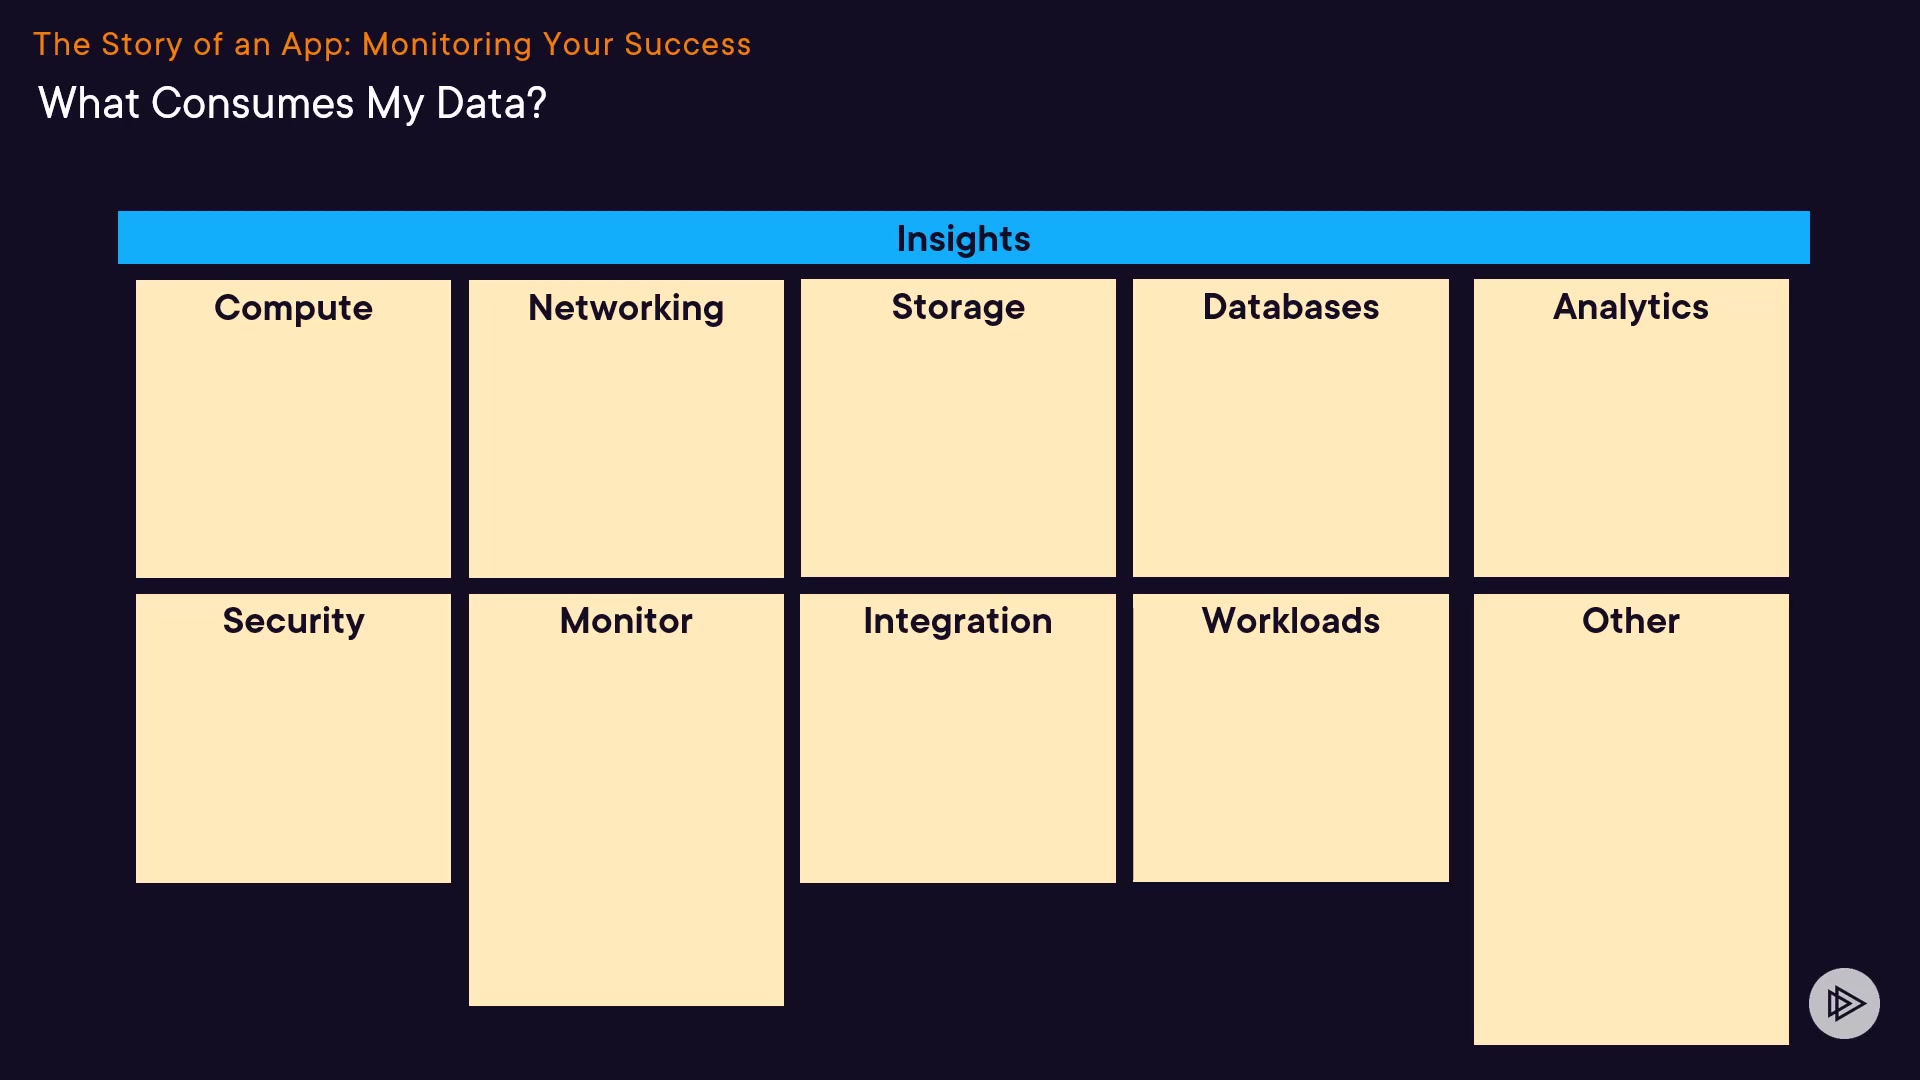 The Story of an App: Monitoring Your Success
What Consumes My Data?
Insights
Compute
Networking
Storage
Databases
Analytics
Security
Monitor
Integration
Workloads
Other